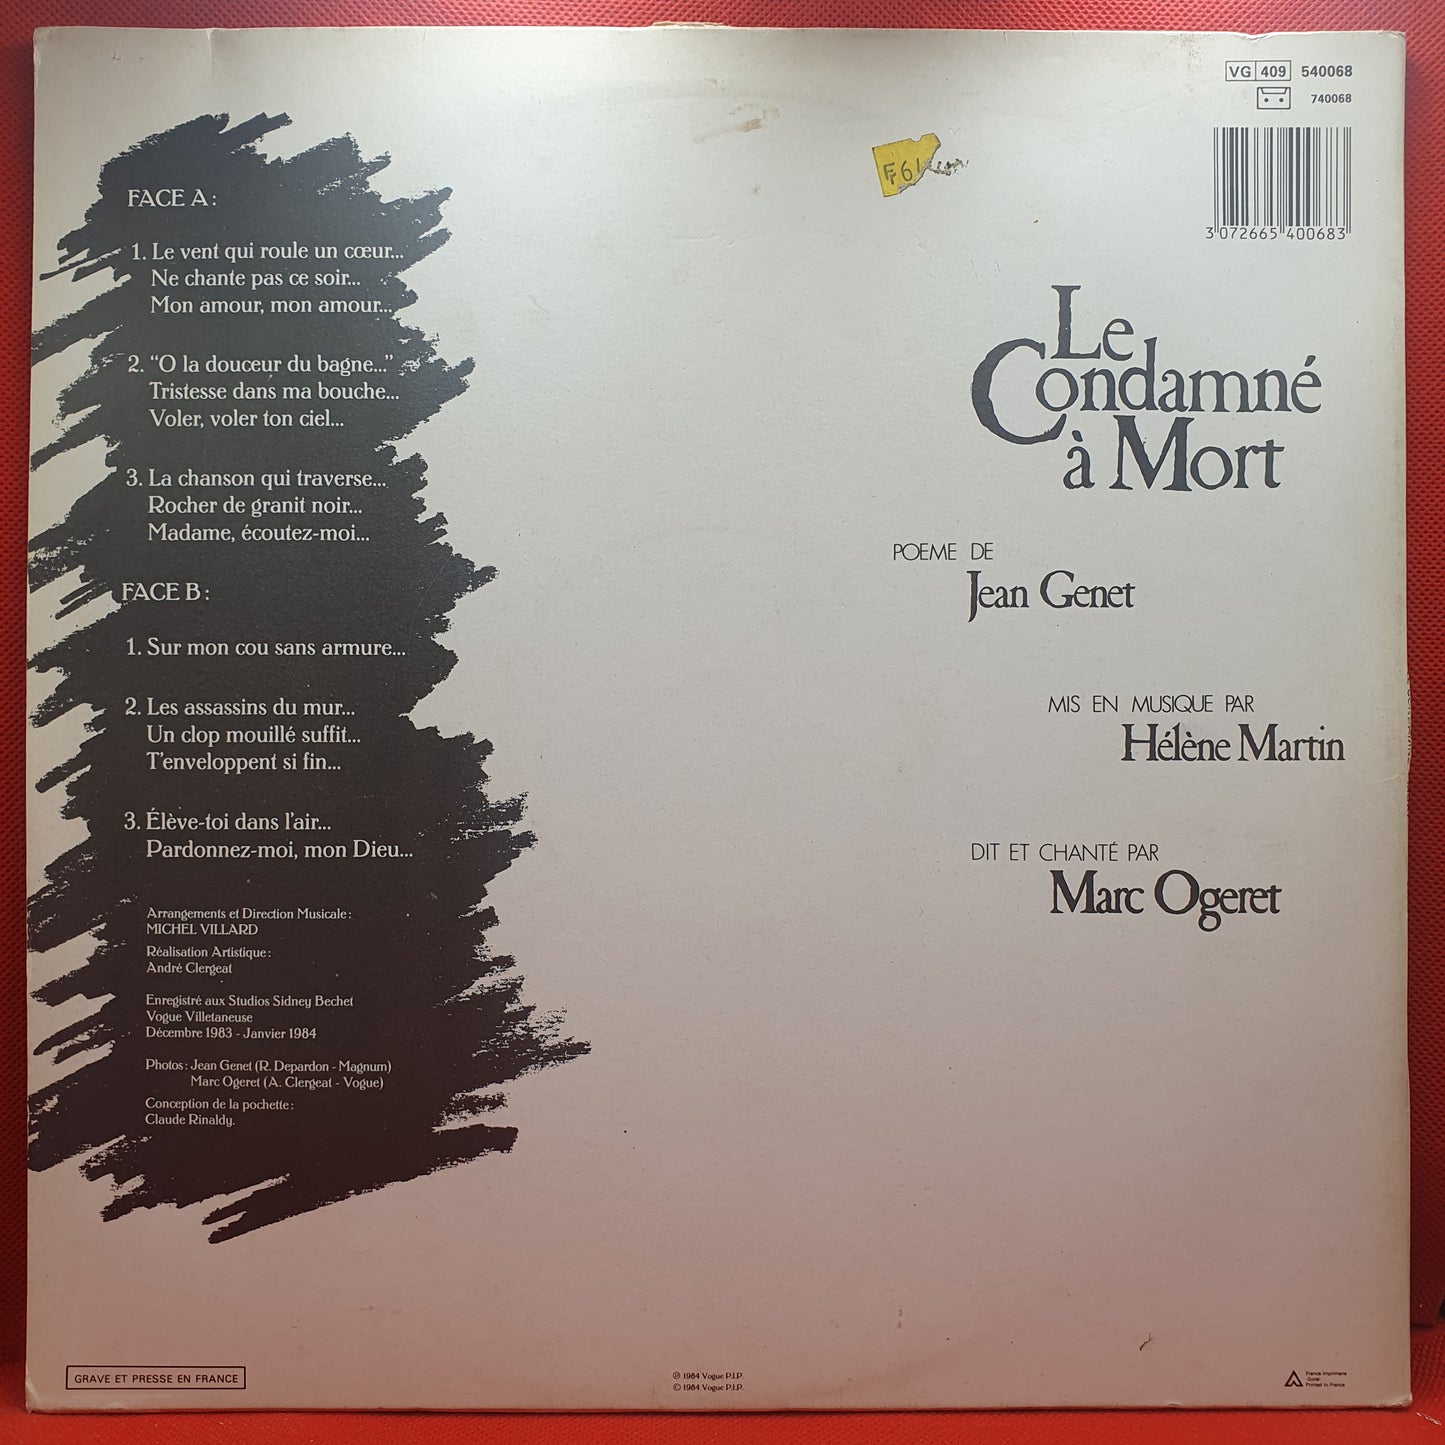 VG 409 540068
740068
3 072665 400683
F 61
FACE A :
1. Le vent qui roule un cœur...
Ne chante pas ce soir...
Mon amour, mon amour...
2. “O la douceur du bagne...”
Tristesse dans ma bouche...
Voler, voler ton ciel...
3. La chanson qui traverse...
Rocher de granit noir...
Madame, écoutez-moi...
FACE B :
1. Sur mon cou sans armure...
2. Les assassins du mur...
Un clop mouillé suffit...
T'enveloppent si fin...
3. Élève-toi dans l'air...
Pardonnez-moi, mon Dieu...
Arrangements et Direction Musicale :
MICHEL VILLARD
Réalisation Artistique :
André Clergeat
Enregistré aux Studios Sidney Bechet
Vogue Villetaneuse
Décembre 1983 - Janvier 1984
Photos : Jean Genet (R. Depardon - Magnum)
Marc Ogeret (A. Clergeat - Vogue)
Conception de la pochette :
Claude Rinaldy.
Le
Condamné
à Mort
POEME DE
Jean Genet
MIS EN MUSIQUE PAR
Hélène Martin
DIT ET CHANTÉ PAR
Marc Ogeret
GRAVE ET PRESSE EN FRANCE
℗ 1984 Vogue P.I.P.
© 1984 Vogue P.I.P.
France Imprimerie
Printed in France